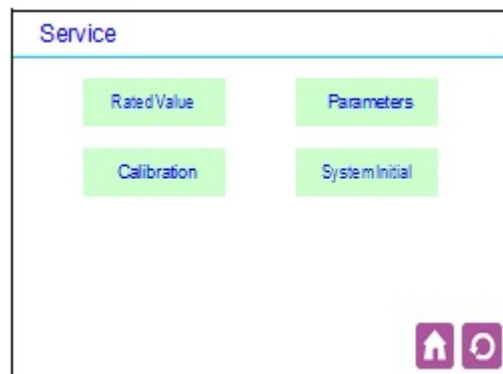 Service
Rated Value
Parameters
Calibration
System Initial